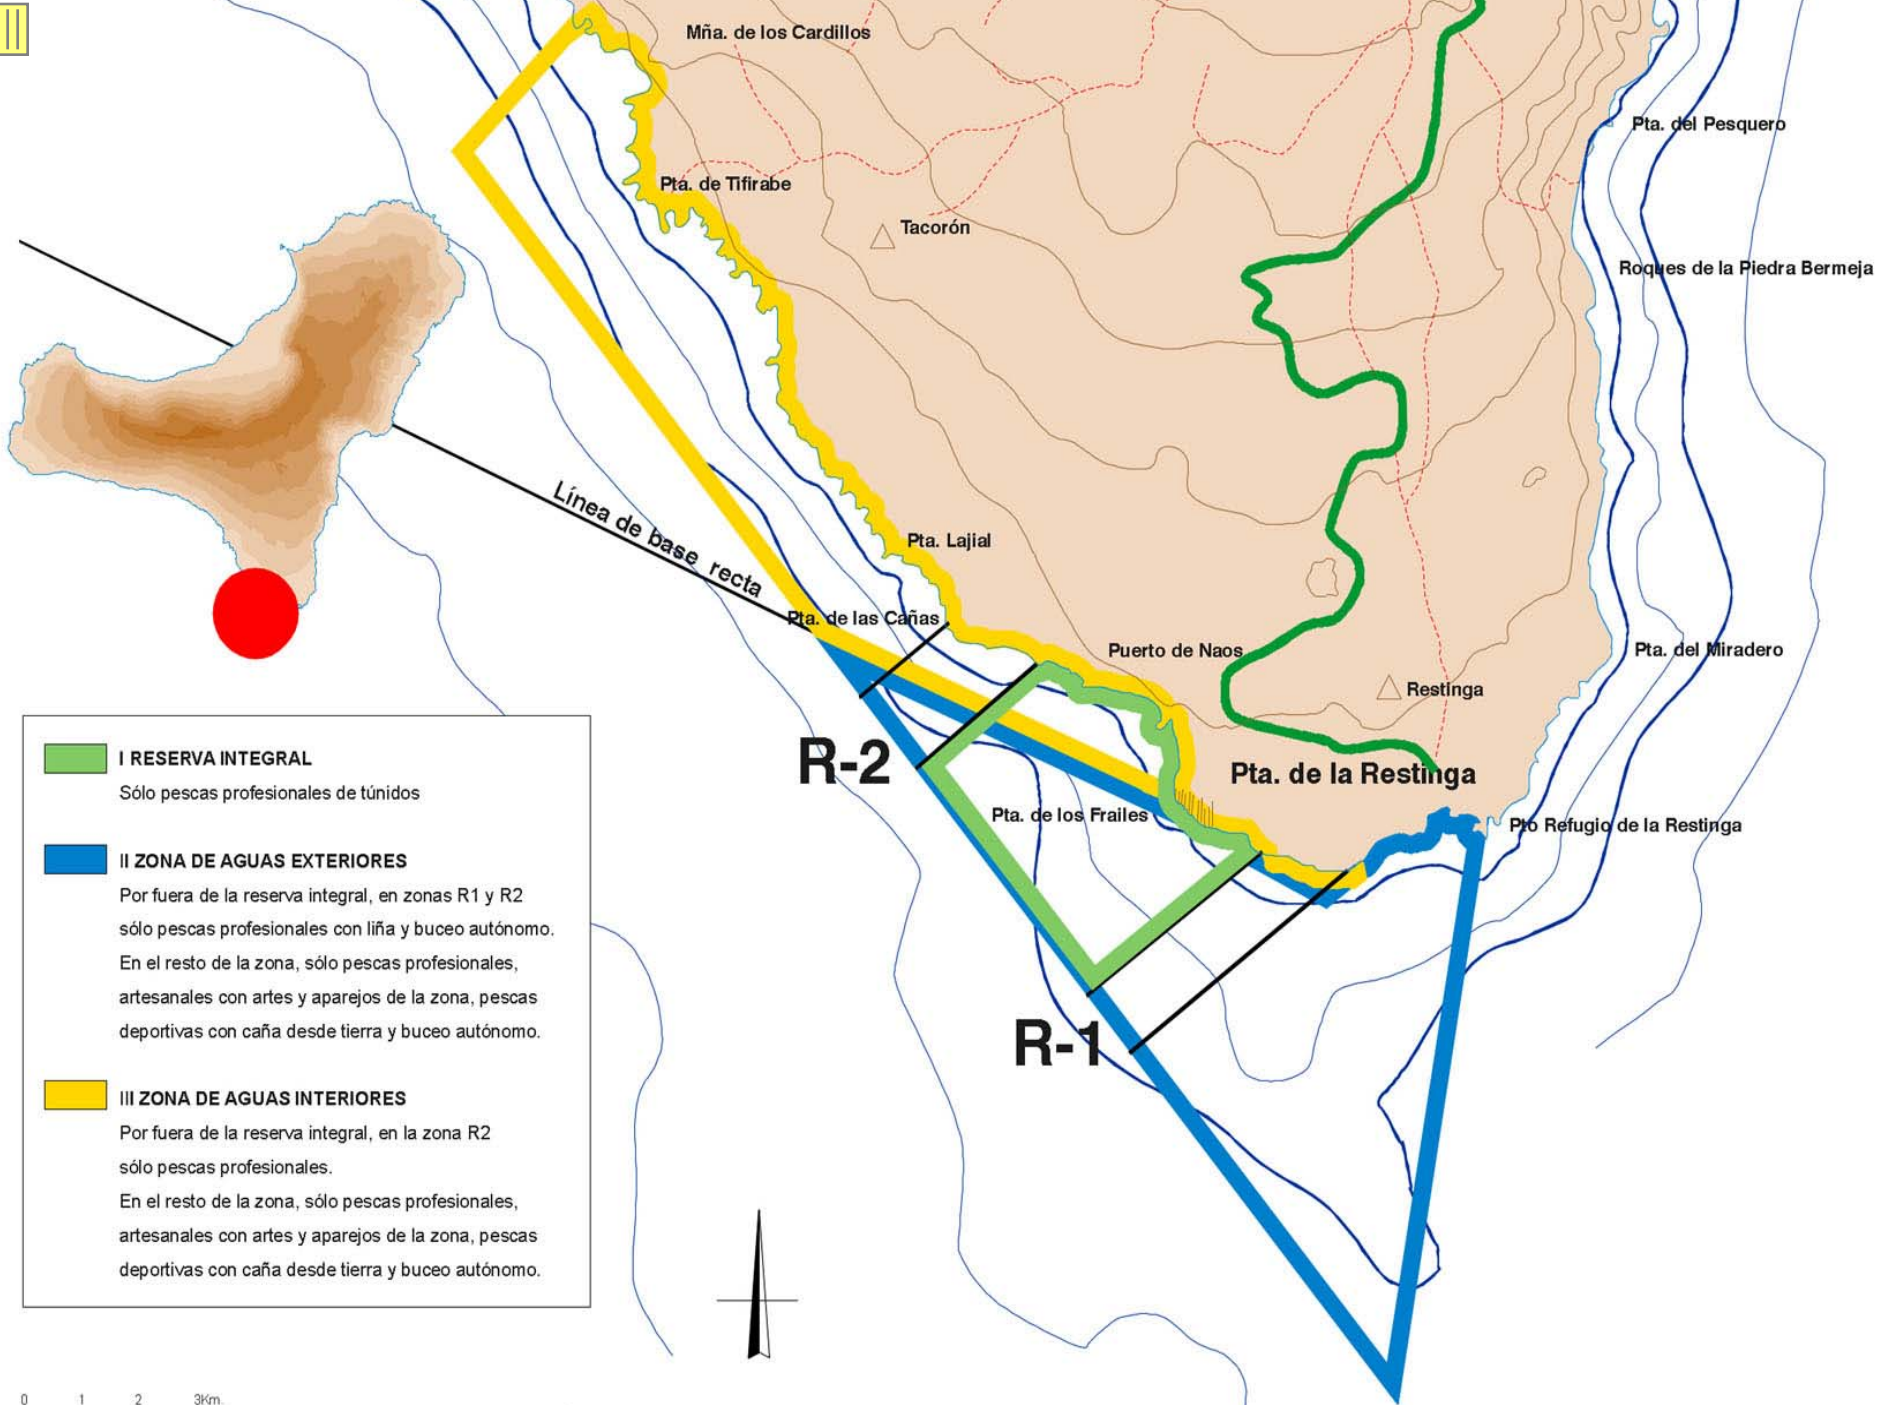 Mña. de los Cardillos
Pta. del Pesquero
Pta. de Tifirabe
Tacorón
Roques de la Piedra Bermeja
Línea de base recta
Pta. Lajial
Pta. de las Cañas
Puerto de Naos
Pta. del Miradero
Restinga
R-2
Pta. de la Restinga
Pta. de los Frailes
Pto Refugio de la Restinga
R-1
I RESERVA INTEGRAL
Sólo pescas profesionales de túnidos
II ZONA DE AGUAS EXTERIORES
Por fuera de la reserva integral, en zonas R1 y R2
sólo pescas profesionales con liña y buceo autónomo.
En el resto de la zona, sólo pescas profesionales,
artesanales con artes y aparejos de la zona, pescas
deportivas con caña desde tierra y buceo autónomo.
III ZONA DE AGUAS INTERIORES
Por fuera de la reserva integral, en la zona R2
sólo pescas profesionales.
En el resto de la zona, sólo pescas profesionales,
artesanales con artes y aparejos de la zona, pescas
deportivas con caña desde tierra y buceo autónomo.
0 1 2 3Km.